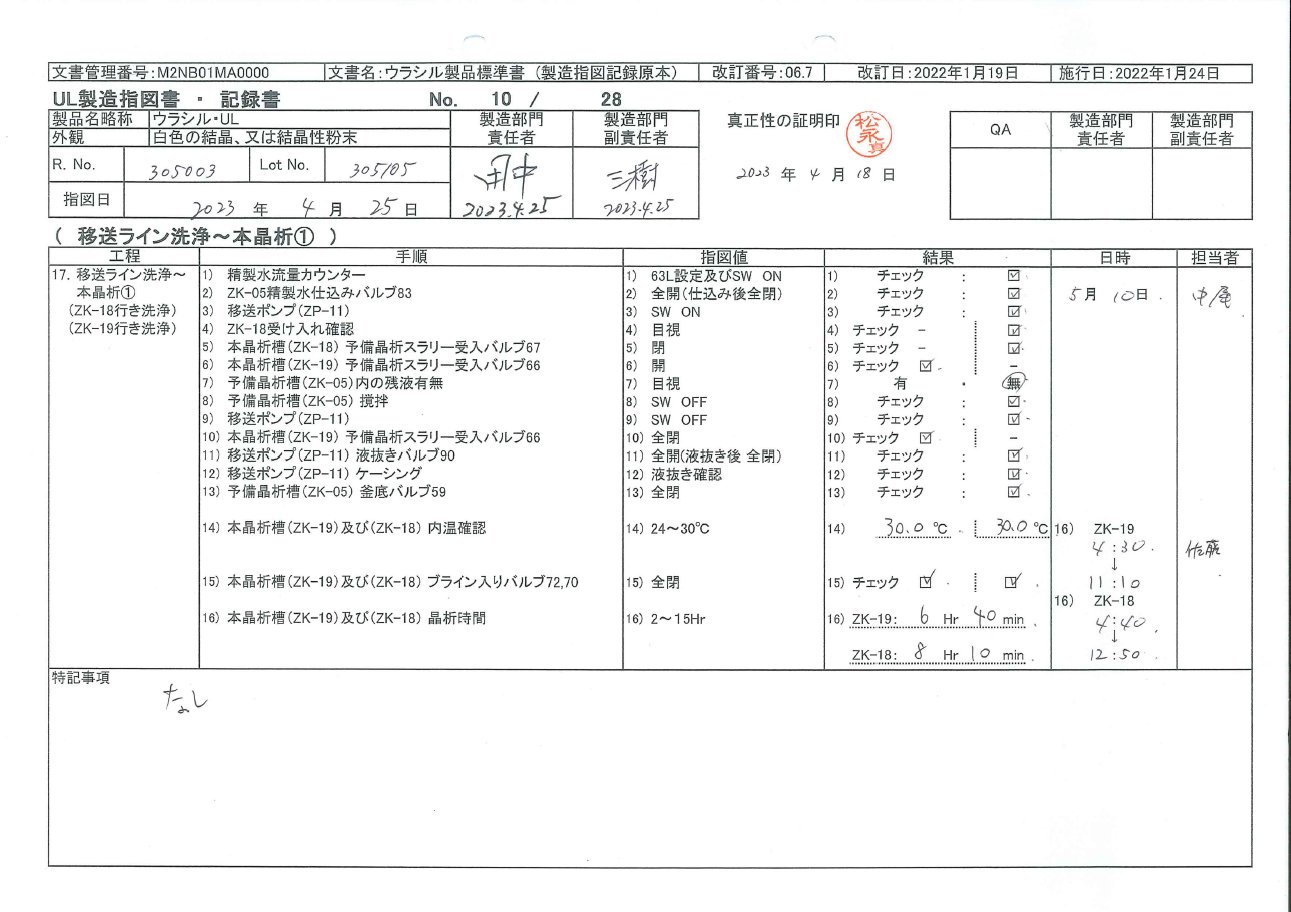 文書管理番号:M2NB01MA0000 文書名:ウラシル製品標準書（製造指図記録原本） 改訂番号:06.7 改訂日:2022年1月19日 施行日:2022年1月24日
UL製造指図書 ・ 記録書 No. 10 / 28
製品名略称 ウラシル・UL 製造部門 責任者 製造部門 副責任者 真正性の証明印 松永真 QA 製造部門 責任者 製造部門 副責任者
外観 白色の結晶、又は結晶性粉末
R. No. 305003 Lot No. 305105 田中 三樹 2023 年 4 月 18 日
指図日 2023 年 4 月 25 日 2023.4.25 2023.4.25
( 移送ライン洗浄～本晶析① )
工程 手順 指図値 結果 日時 担当者
17. 移送ライン洗浄～ 1) 精製水流量カウンター 1) 63L設定及びSW ON 1) チェック : ☑
本晶析① 2) ZK-05精製水仕込みバルブ83 2) 全開(仕込み後全閉) 2) チェック : ☑ 5月 10日 中尾
(ZK-18行き洗浄) 3) 移送ポンプ(ZP-11) 3) SW ON 3) チェック : ☑
(ZK-19行き洗浄) 4) ZK-18受け入れ確認 4) 目視 4) チェック - ☑
5) 本晶析槽(ZK-18) 予備晶析スラリー受入バルブ67 5) 閉 5) チェック - ☑
6) 本晶析槽(ZK-19) 予備晶析スラリー受入バルブ66 6) 開 6) チェック ☑ -
7) 予備晶析槽(ZK-05)内の残液有無 7) 目視 7) 有 ・ 無
8) 予備晶析槽(ZK-05) 撹拌 8) SW OFF 8) チェック : ☑
9) 移送ポンプ(ZP-11) 9) SW OFF 9) チェック : ☑
10) 本晶析槽(ZK-19) 予備晶析スラリー受入バルブ66 10) 全閉 10) チェック ☑ -
11) 移送ポンプ(ZP-11) 液抜きバルブ90 11) 全開(液抜き後 全閉) 11) チェック : ☑
12) 移送ポンプ(ZP-11) ケーシング 12) 液抜き確認 12) チェック : ☑
13) 予備晶析槽(ZK-05) 釜底バルブ59 13) 全閉 13) チェック : ☑
14) 本晶析槽(ZK-19)及び(ZK-18) 内温確認 14) 24～30℃ 14) 30.0 ℃ 30.0 ℃ 16) ZK-19
4:30 佐藤
↓
15) 本晶析槽(ZK-19)及び(ZK-18) ブライン入りバルブ72,70 15) 全閉 15) チェック ☑ ☑ 11:10
16) ZK-18
16) 本晶析槽(ZK-19)及び(ZK-18) 晶析時間 16) 2～15Hr 16) ZK-19: 6 Hr 40 min 4:40
↓
ZK-18: 8 Hr 10 min 12:50
特記事項
なし